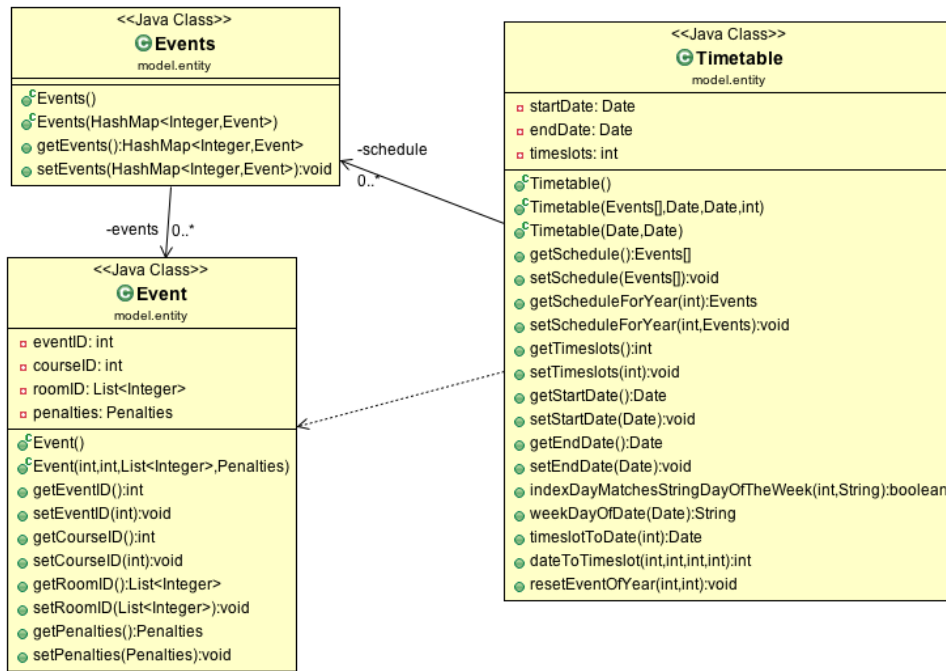 <<Java Class>>
Events
model.entity
Events()
Events(HashMap<Integer,Event>)
getEvents():HashMap<Integer,Event>
setEvents(HashMap<Integer,Event>):void
-schedule
0..*
-events 0..*
<<Java Class>>
Event
model.entity
eventID: int
courseID: int
roomID: List<Integer>
penalties: Penalties
Event()
Event(int,int,List<Integer>,Penalties)
getEventID():int
setEventID(int):void
getCourseID():int
setCourseID(int):void
getRoomID():List<Integer>
setRoomID(List<Integer>):void
getPenalties():Penalties
setPenalties(Penalties):void
<<Java Class>>
Timetable
model.entity
startDate: Date
endDate: Date
timeslots: int
Timetable()
Timetable(Events[],Date,Date,int)
Timetable(Date,Date)
getSchedule():Events[]
setSchedule(Events[]):void
getScheduleForYear(int):Events
setScheduleForYear(int,Events):void
getTimeslots():int
setTimeslots(int):void
getStartDate():Date
setStartDate(Date):void
getEndDate():Date
setEndDate(Date):void
indexDayMatchesStringDayOfTheWeek(int,String):boolean
weekDayOfDate(Date):String
timeslotToDate(int):Date
dateToTimeslot(int,int,int,int):int
resetEventOfYear(int,int):void